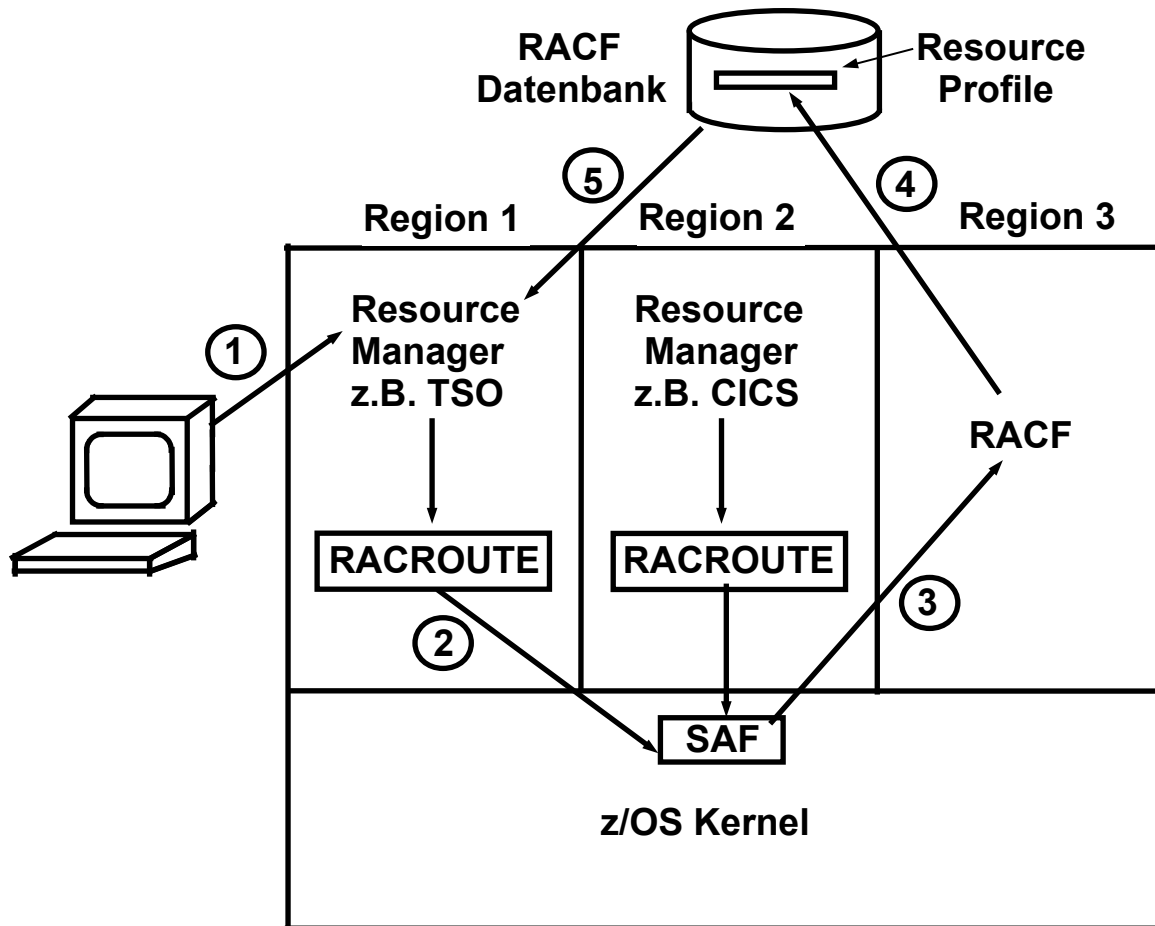 RACF
Datenbank
Resource
Profile
5
4
Region 1
Region 2
Region 3
1
Resource
Manager
z.B. TSO
Resource
Manager
z.B. CICS
RACF
RACROUTE
RACROUTE
2
3
SAF
z/OS Kernel